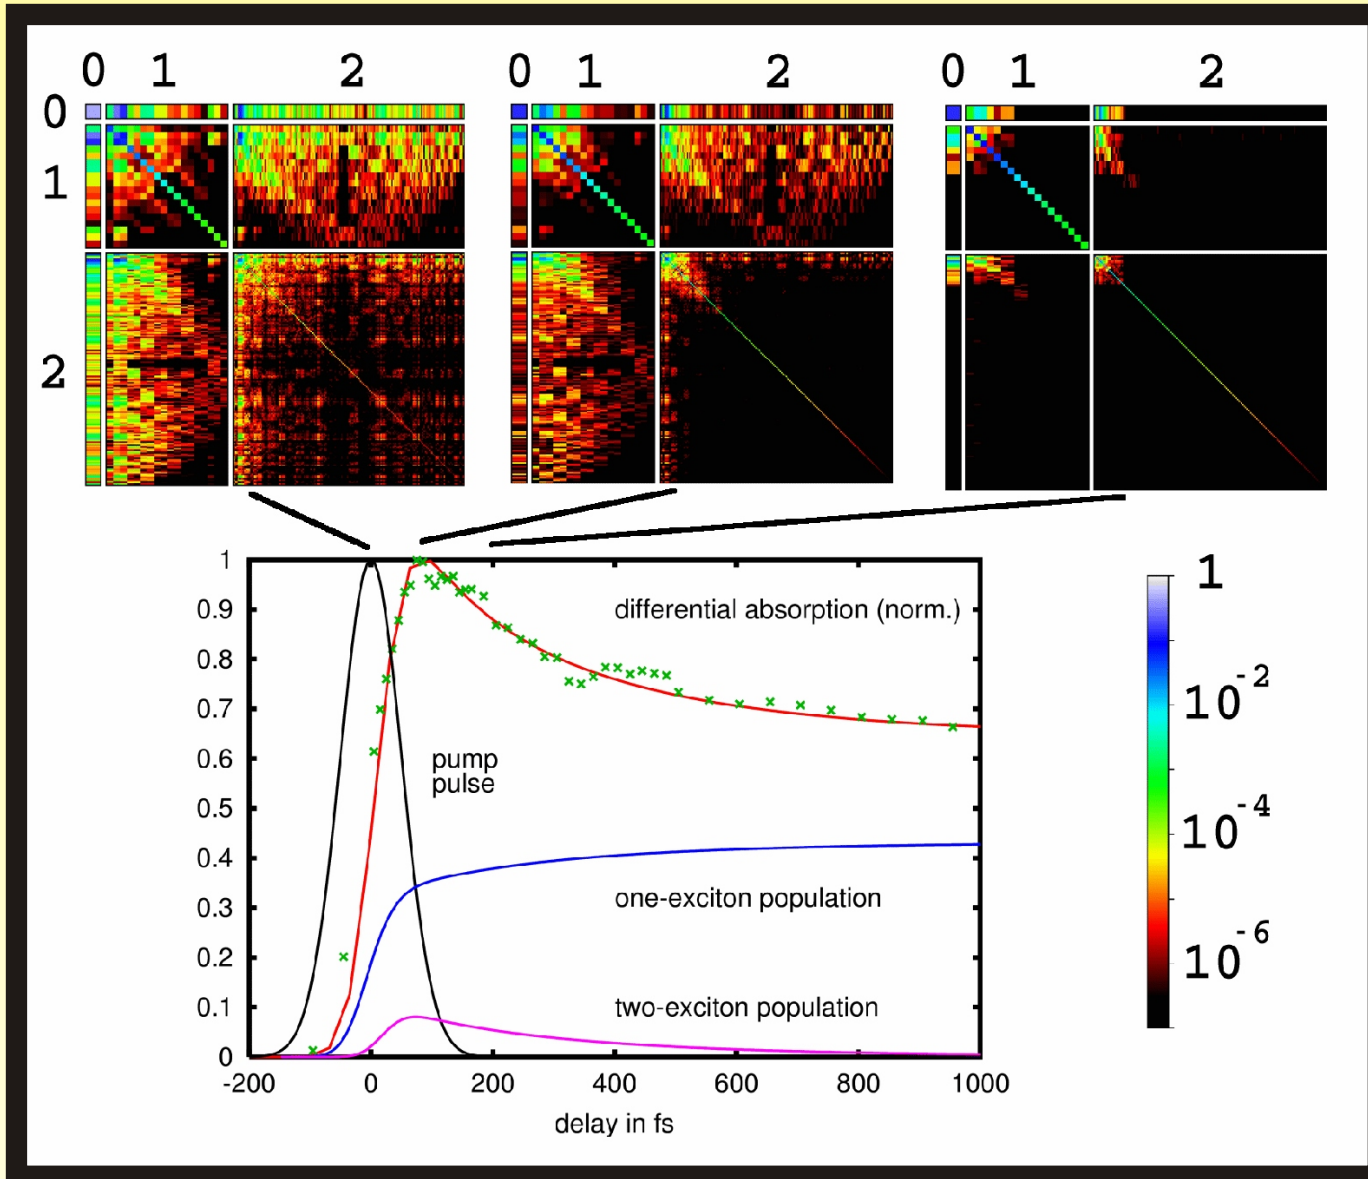 0 1 2
0 1 2
0 1 2
0
1
2
1
0.9
0.8
0.7
0.6
0.5
0.4
0.3
0.2
0.1
0
-200 0 200 400 600 800 1000
delay in fs
differential absorption (norm.)
pump
pulse
one-exciton population
two-exciton population
1
10-2
10-4
10-6